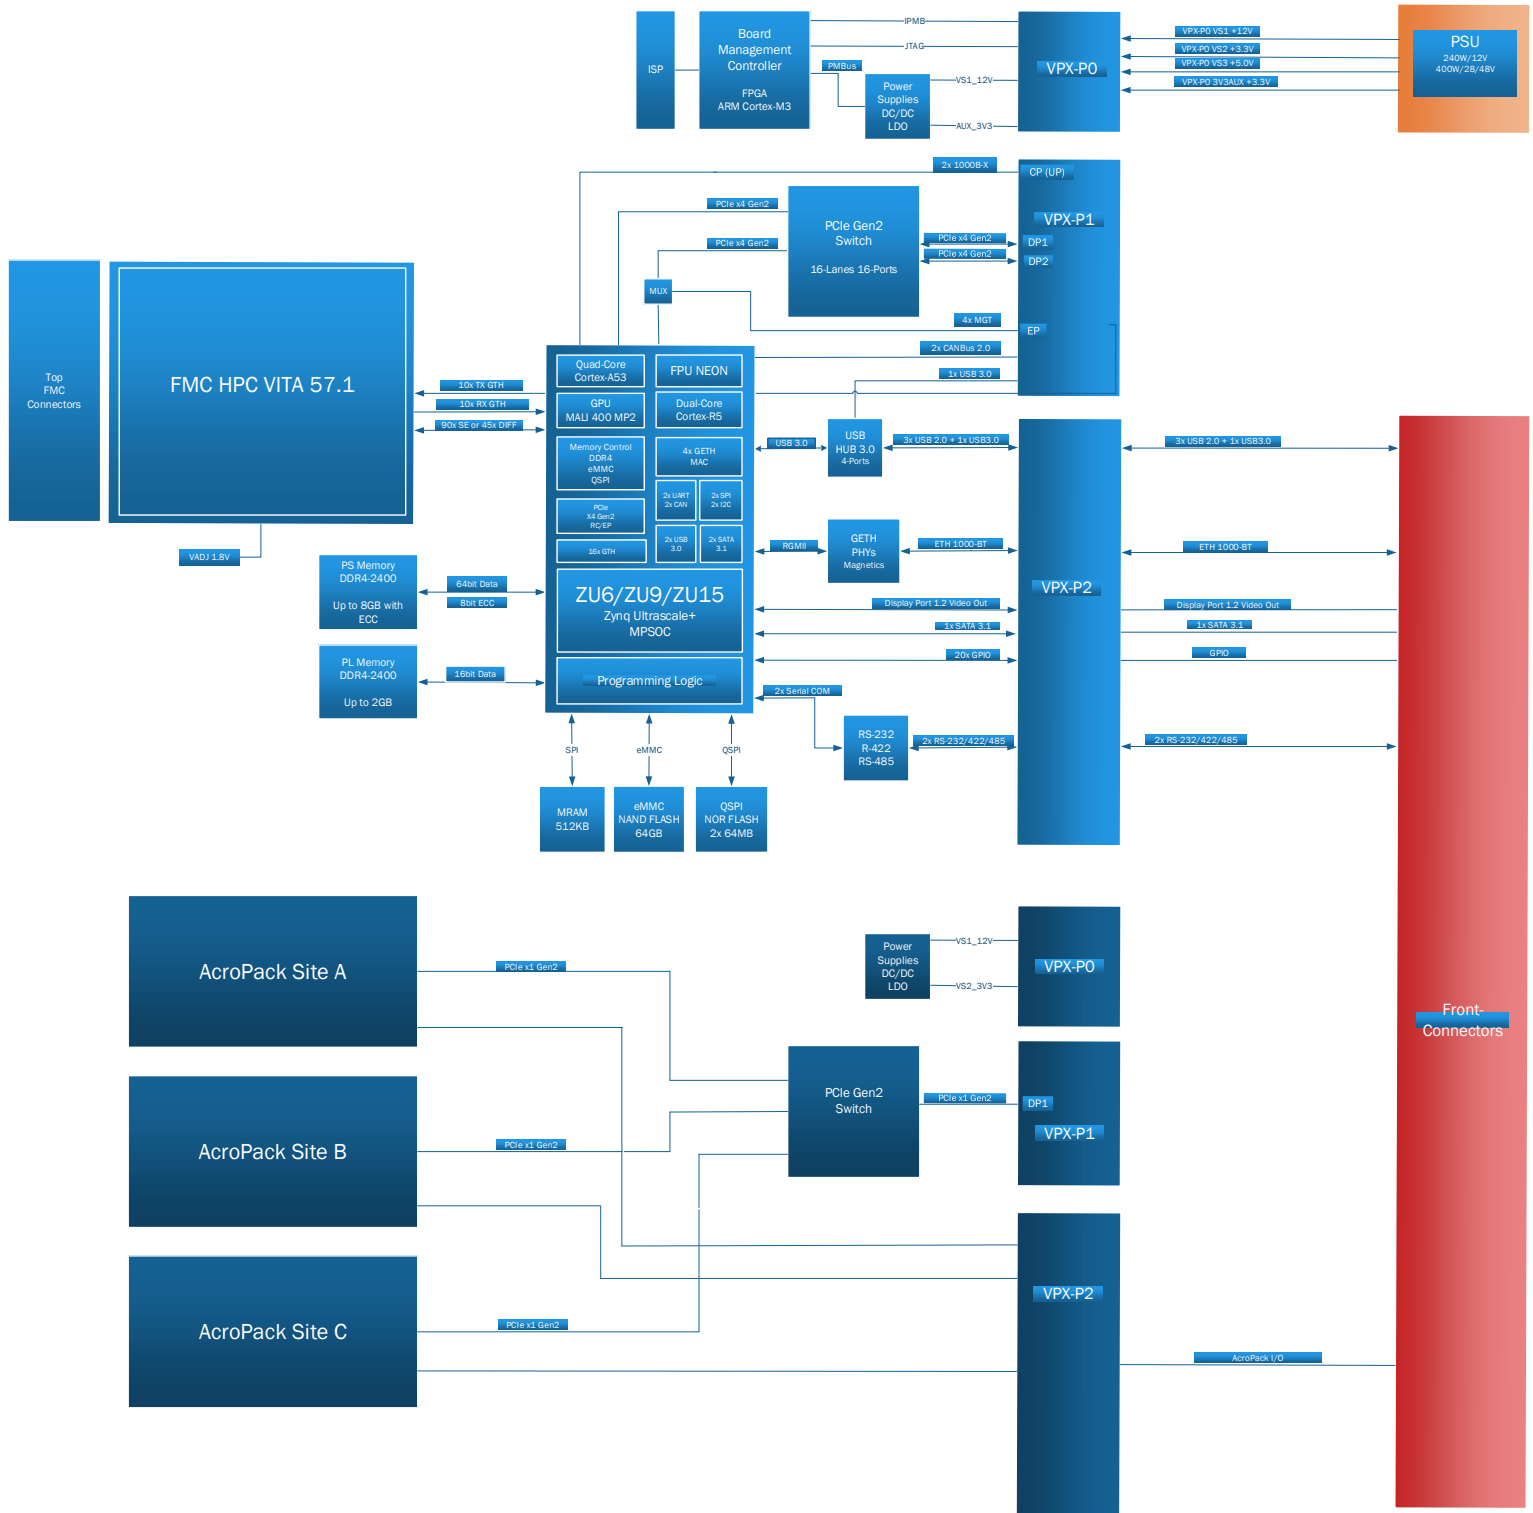 ISP
Board
Management
Controller
FPGA
ARM Cortex-M3
IPMB
JTAG
PMBus
Power
Supplies
DC/DC
LDO
VS1_12V
AUX_3V3
VPX-P0
VPX-P0 VS1 +12V
VPX-P0 VS2 +3.3V
VPX-P0 VS3 +5.0V
VPX-P0 3V3AUX +3.3V
PSU
240W/12V
400W/28/48V
2x 1000B-X
CP (UP)
PCIe x4 Gen2
PCIe x4 Gen2
PCIe Gen2
Switch
16-Lanes 16-Ports
PCIe x4 Gen2
PCIe x4 Gen2
VPX-P1
DP1
DP2
MUX
4x MGT
EP
2x CANBus 2.0
1x USB 3.0
Top
FMC
Connectors
FMC HPC VITA 57.1
VADJ 1.8V
10x TX GTH
10x RX GTH
90x SE or 45x DIFF
Quad-Core
Cortex-A53
FPU NEON
GPU
MALI 400 MP2
Dual-Core
Cortex-R5
Memory Control
DDR4
eMMC
QSPI
4x GETH
MAC
2x UART
2x CAN
2x SPI
2x I2C
PCIe
X4 Gen2
RC/EP
2x USB
3.0
2x SATA
3.1
16x GTH
ZU6/ZU9/ZU15
Zynq Ultrascale+
MPSOC
Programming Logic
USB 3.0
USB
HUB 3.0
4-Ports
3x USB 2.0 + 1x USB3.0
3x USB 2.0 + 1x USB3.0
RGMII
GETH
PHYs
Magnetics
ETH 1000-BT
ETH 1000-BT
VPX-P2
PS Memory
DDR4-2400
Up to 8GB with
ECC
64bit Data
8bit ECC
Display Port 1.2 Video Out
Display Port 1.2 Video Out
1x SATA 3.1
1x SATA 3.1
20x GPIO
GPIO
PL Memory
DDR4-2400
Up to 2GB
16bit Data
2x Serial COM
RS-232
R-422
RS-485
2x RS-232/422/485
2x RS-232/422/485
SPI
eMMC
QSPI
MRAM
512KB
eMMC
NAND FLASH
64GB
QSPI
NOR FLASH
2x 64MB
AcroPack Site A
PCIe x1 Gen2
Power
Supplies
DC/DC
LDO
VS1_12V
VS2_3V3
VPX-P0
Front-
Connectors
AcroPack Site B
PCIe x1 Gen2
PCIe Gen2
Switch
PCIe x1 Gen2
DP1
VPX-P1
AcroPack Site C
PCIe x1 Gen2
VPX-P2
AcroPack I/O